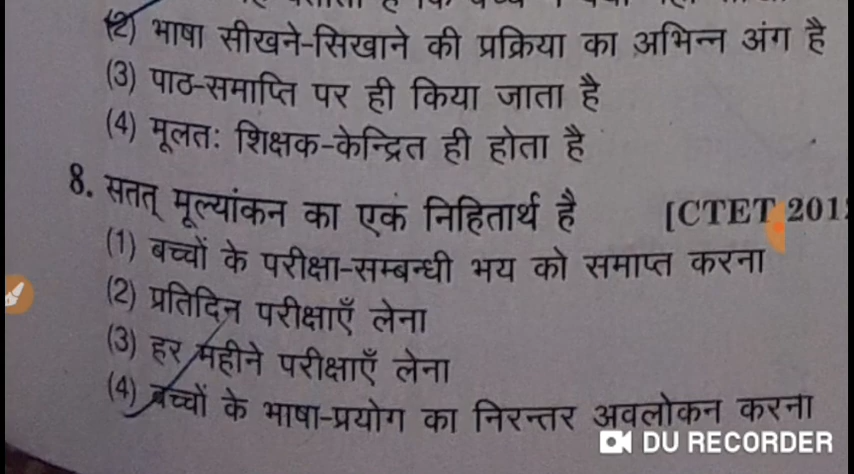 (2) भाषा सीखने-सिखाने की प्रक्रिया का अभिन्न अंग है
(3) पाठ-समाप्ति पर ही किया जाता है
(4) मूलतः शिक्षक-केन्द्रित ही होता है
8. सतत् मूल्यांकन का एक निहितार्थ है [CTET 201
(1) बच्चों के परीक्षा-सम्बन्धी भय को समाप्त करना
(2) प्रतिदिन परीक्षाएँ लेना
(3) हर महीने परीक्षाएँ लेना
(4) बच्चों के भाषा-प्रयोग का निरन्तर अवलोकन करना
DU RECORDER